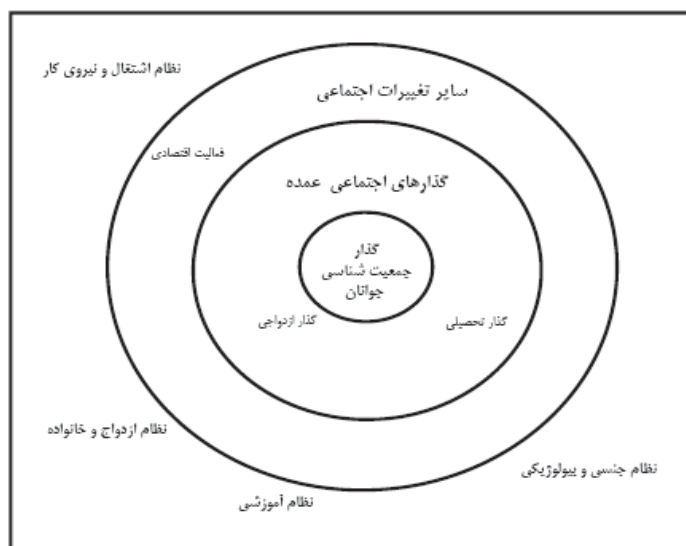 نظام اشتغال و نیروی کار
سایر تغییرات اجتماعی
فعالیت اقتصادی
گذارهای اجتماعی عمده
گذار
جمعیت شناسی
جوانان
گذار ازدواجی
گذار تحصیلی
نظام ازدواج و خانواده
نظام جنسی و بیولوژیکی
نظام آموزشی